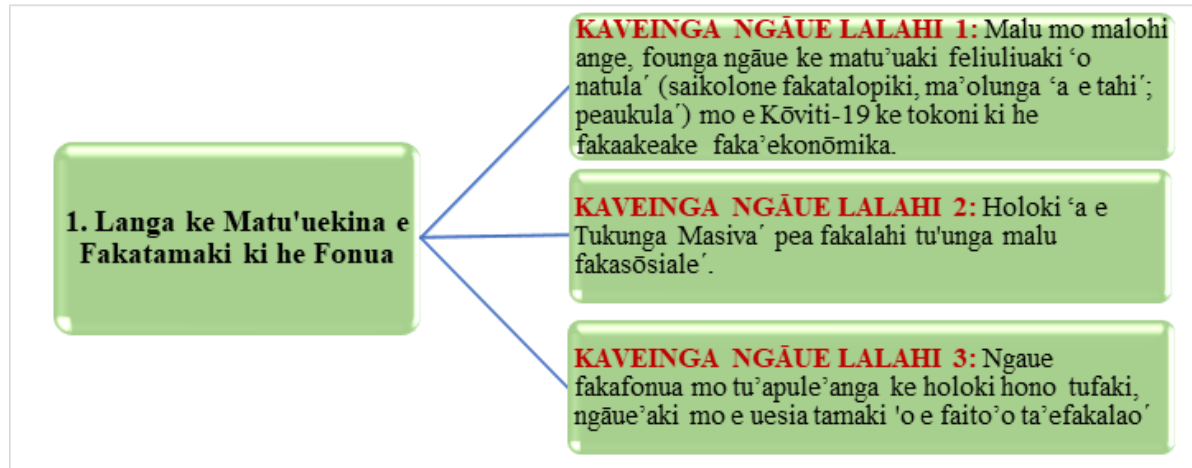 1. Langa ke Matu'uekina e
Fakatamaki ki he Fonua
KAVEINGA NGĀUE LALAHI 1: Malu mo malohi
ange, founga ngāue ke matu’uaki feliuliuaki ‘o
natula´ (saikolone fakatalopiki, ma’olunga ‘a e tahi´;
peaukula´) mo e Kōviti-19 ke tokoni ki he
fakaakeake faka’ekonōmika.
KAVEINGA NGĀUE LALAHI 2: Holoki ‘a e
Tukunga Masiva´ pea fakalahi tu'unga malu
fakasōsiale´.
KAVEINGA NGĀUE LALAHI 3: Ngaue
fakafonua mo tu’apule’anga ke holoki hono tufaki,
ngāue’aki mo e uesia tamaki 'o e faito’o ta’efakalao´